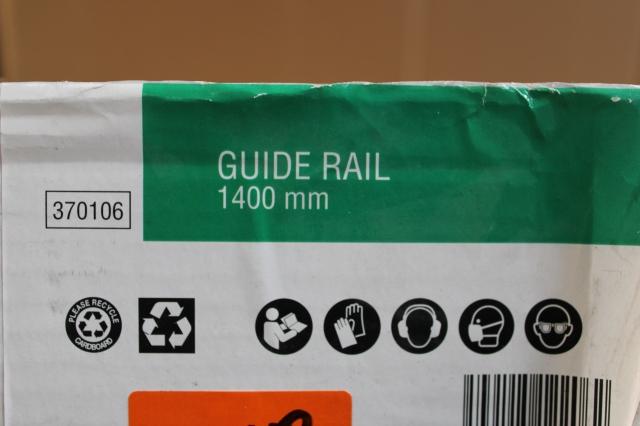 GUIDE RAIL
1400 mm
370106
PLEASE RECYCLE
CARDBOARD